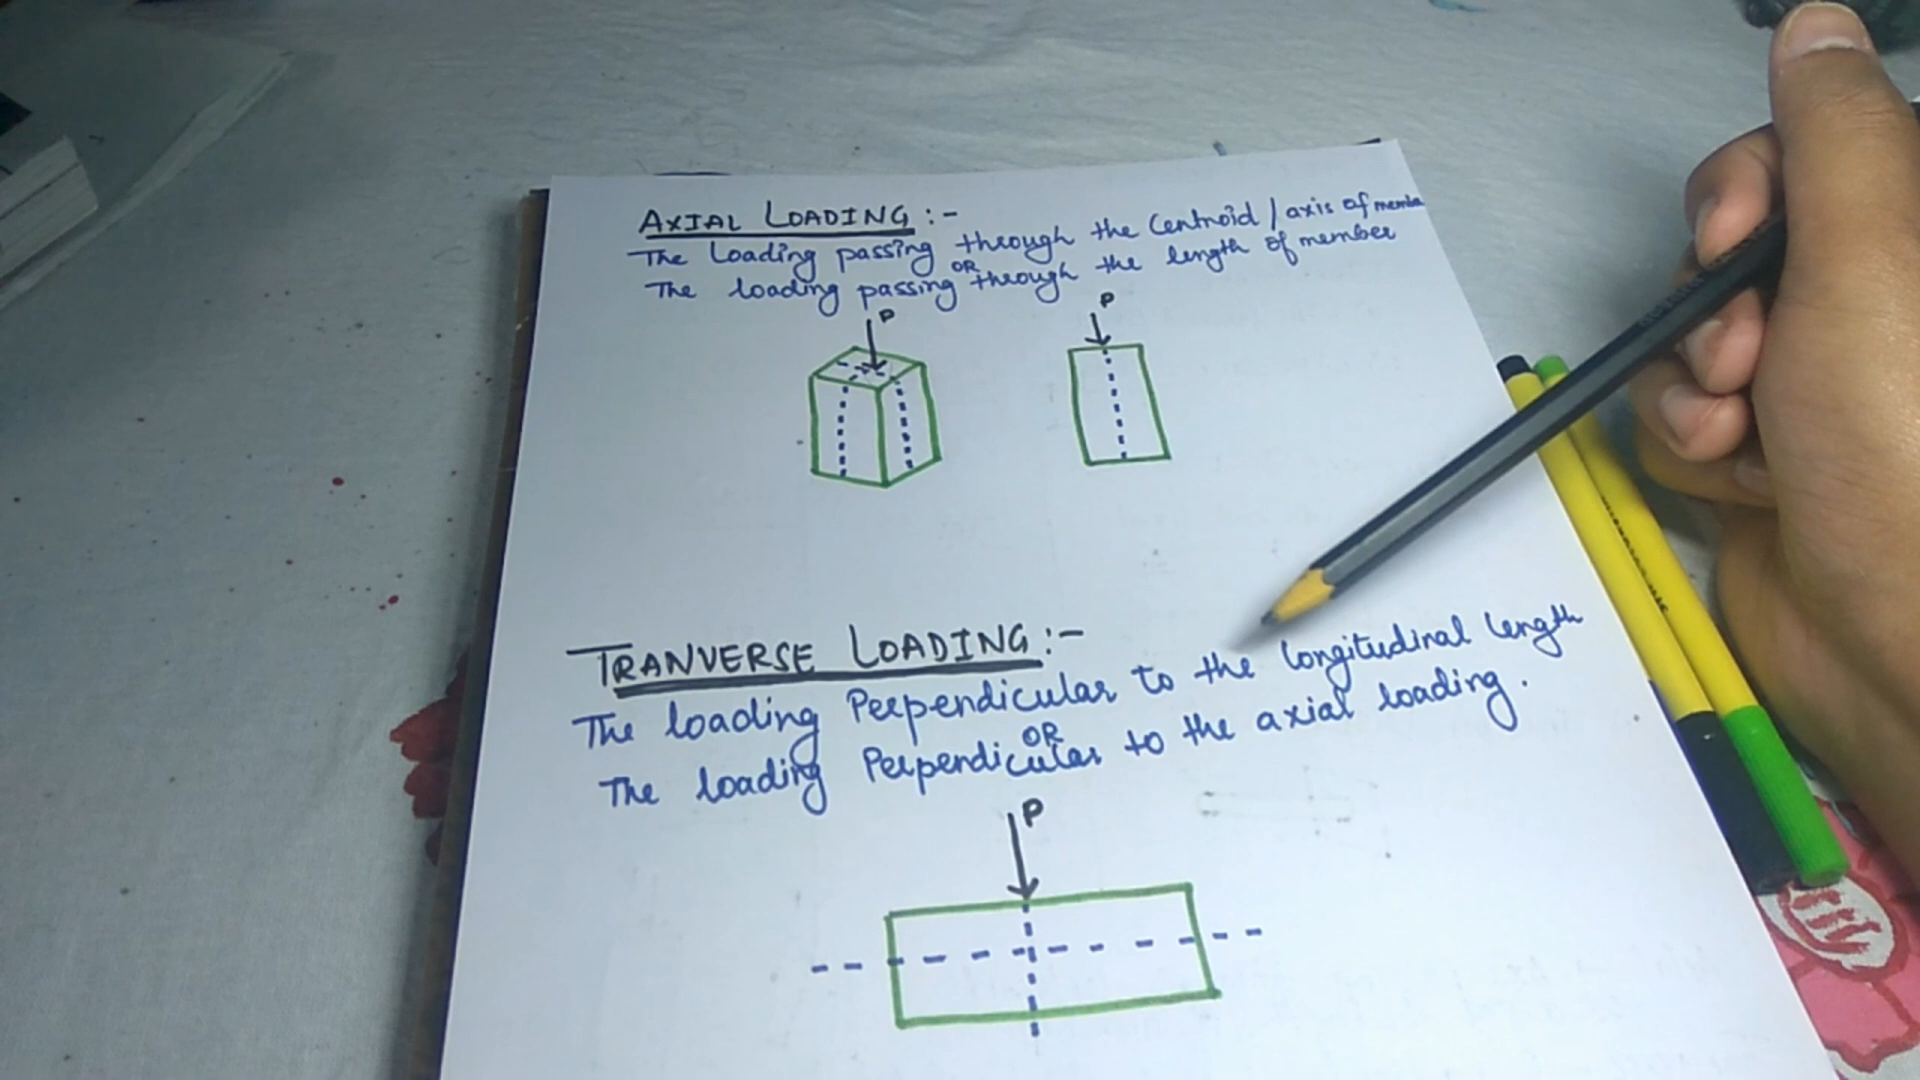 AXIAL LOADING :-
The Loading passing through the Centroid / axis of membe
OR
The loading passing through the length of member
P
P
TRANVERSE LOADING :-
The loading Perpendicular to the longitudinal length
OR
The loading Perpendicular to the axial loading.
P